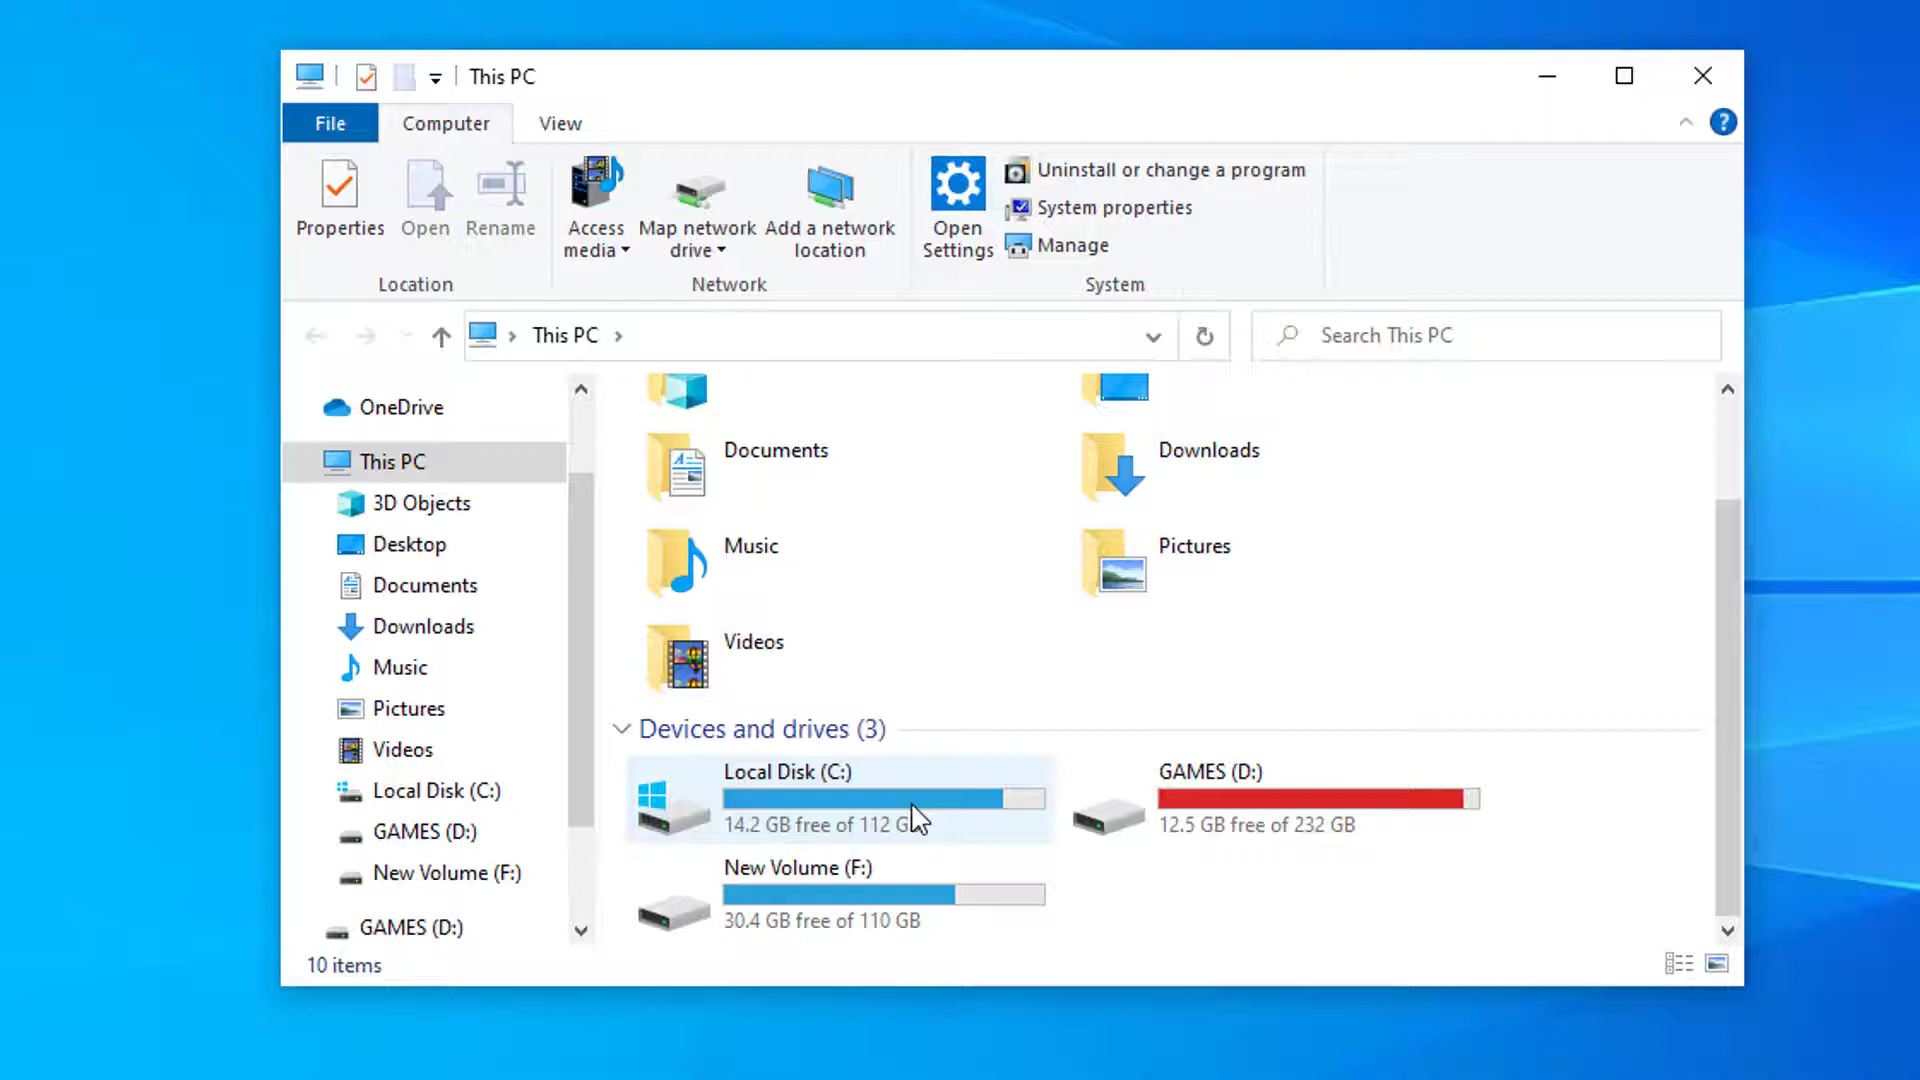 This PC
File
Computer
View
?
Properties
Open
Rename
Access media
Map network drive
Add a network location
Open Settings
Uninstall or change a program
System properties
Manage
Location
Network
System
This PC
Search This PC
OneDrive
This PC
3D Objects
Desktop
Documents
Downloads
Music
Pictures
Videos
Local Disk (C:)
GAMES (D:)
New Volume (F:)
GAMES (D:)
Documents
Downloads
Music
Pictures
Videos
Devices and drives (3)
Local Disk (C:)
14.2 GB free of 112 G
GAMES (D:)
12.5 GB free of 232 GB
New Volume (F:)
30.4 GB free of 110 GB
10 items